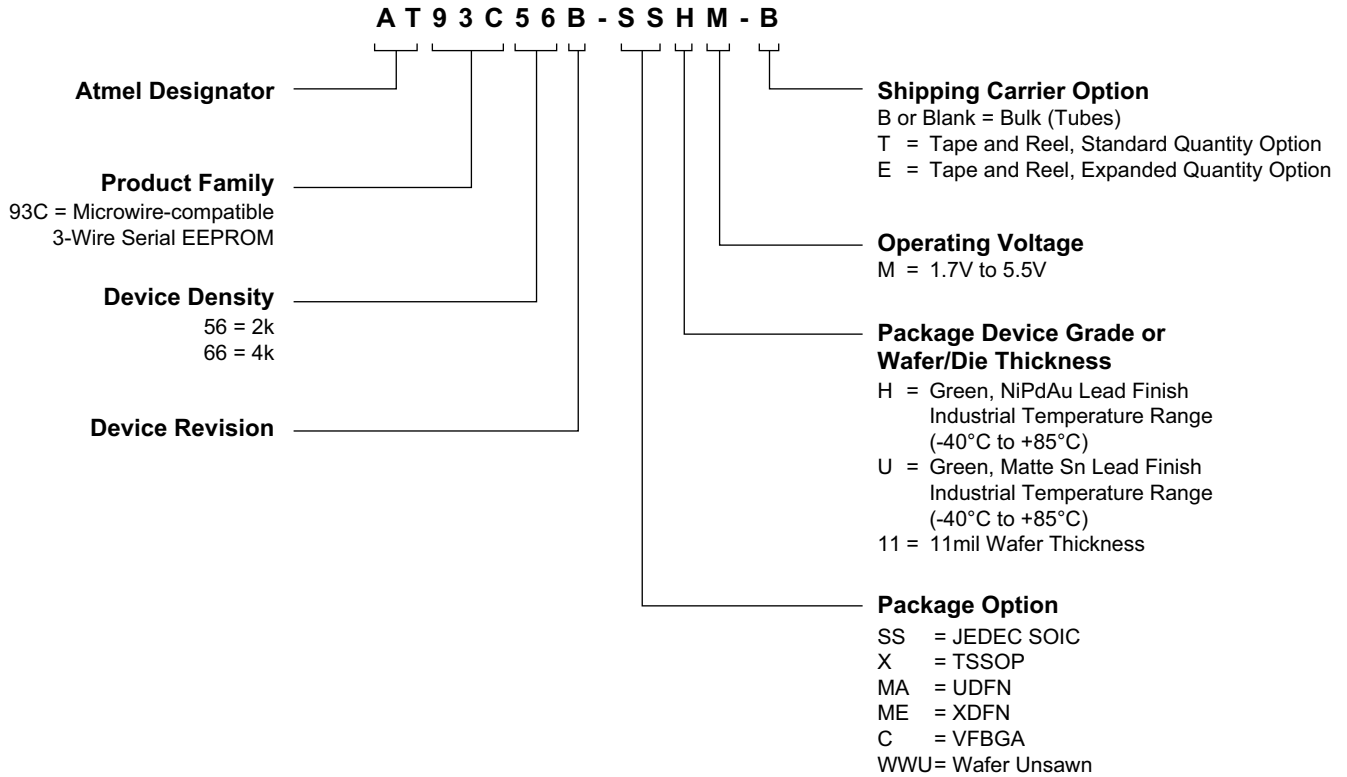 A T 9 3 C 5 6 B - S S H M - B
Atmel Designator
Product Family
93C = Microwire-compatible
3-Wire Serial EEPROM
Device Density
56 = 2k
66 = 4k
Device Revision
Shipping Carrier Option
B or Blank = Bulk (Tubes)
T = Tape and Reel, Standard Quantity Option
E = Tape and Reel, Expanded Quantity Option
Operating Voltage
M = 1.7V to 5.5V
Package Device Grade or
Wafer/Die Thickness
H = Green, NiPdAu Lead Finish
Industrial Temperature Range
(-40°C to +85°C)
U = Green, Matte Sn Lead Finish
Industrial Temperature Range
(-40°C to +85°C)
11 = 11mil Wafer Thickness
Package Option
SS = JEDEC SOIC
X = TSSOP
MA = UDFN
ME = XDFN
C = VFBGA
WWU= Wafer Unsawn